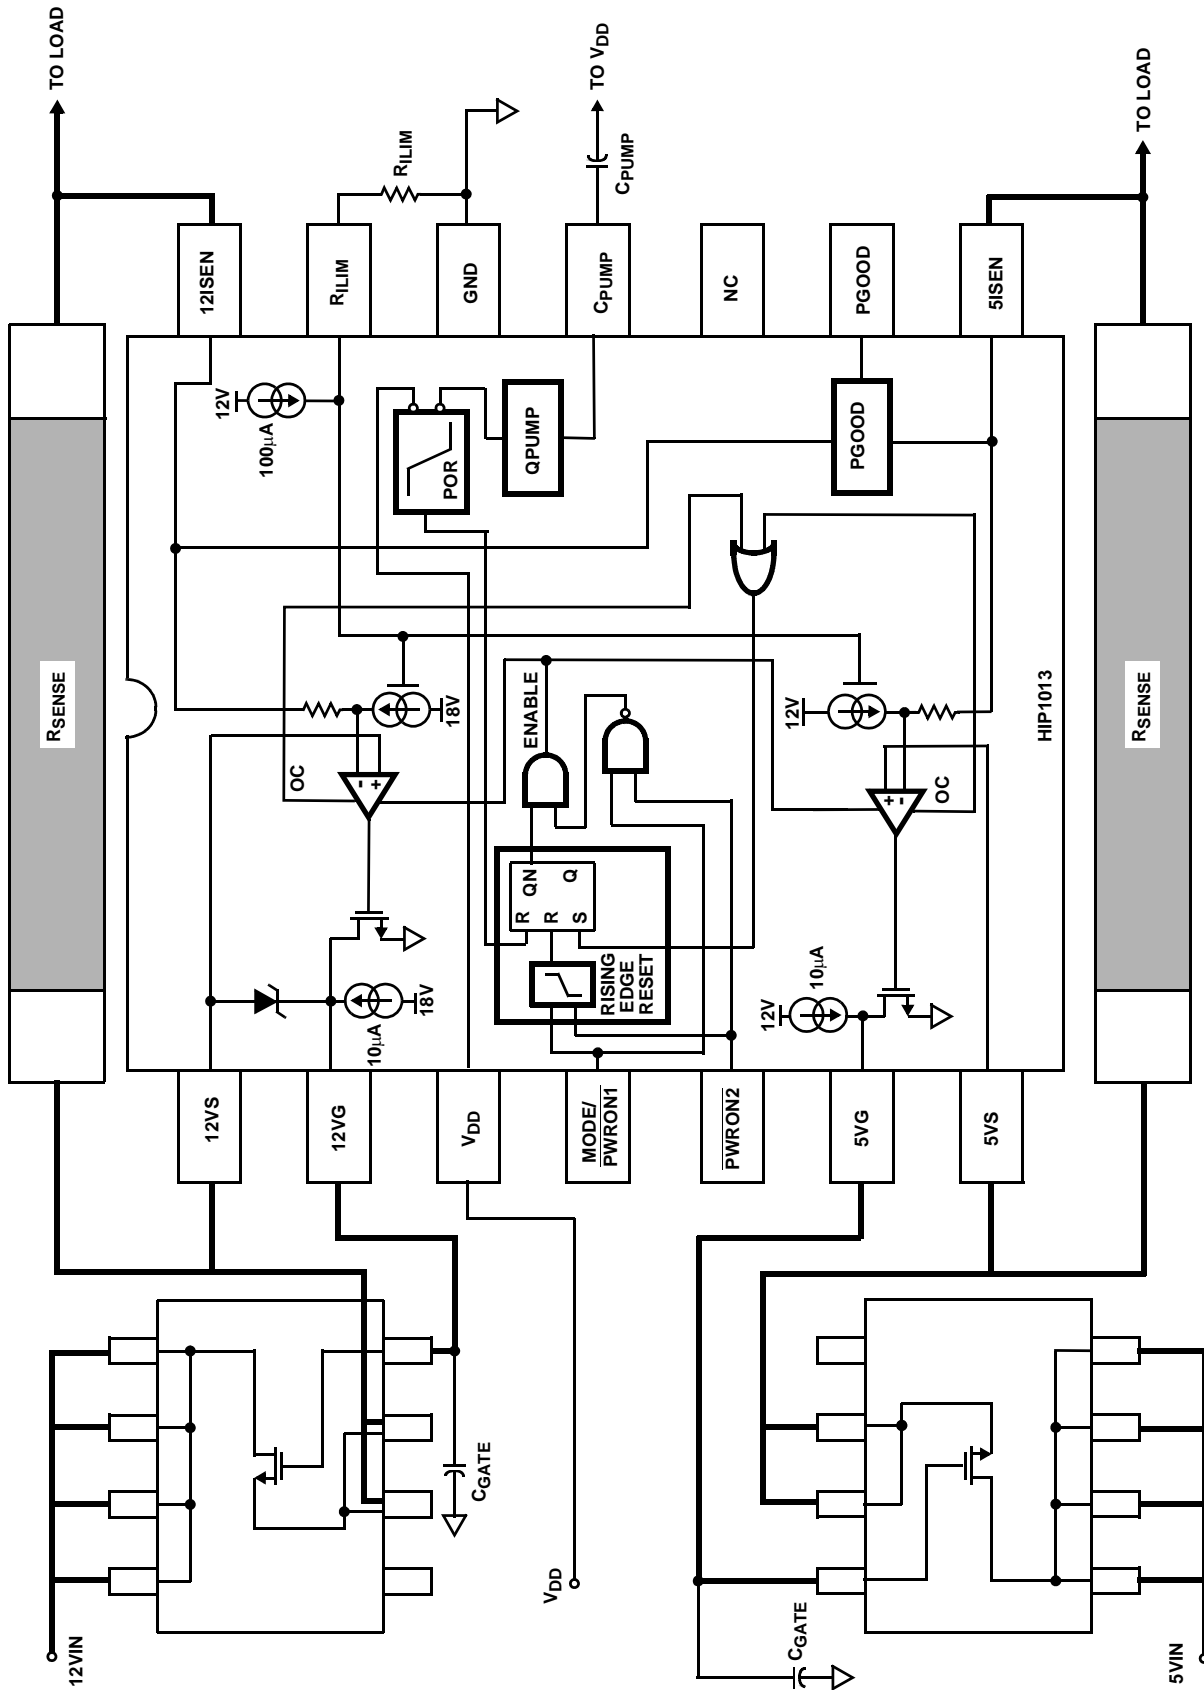 12VIN
RSENSE
TO LOAD
12VS
12ISEN
12VG
CGATE
10µA
18V
OC
18V
12V
100µA
RILIM
RILIM
VDD
VDD
POR
GND
QPUMP
CPUMP
CPUMP
TO VDD
MODE/
PWRON1
RISING
EDGE
RESET
R
R
S
QN
Q
ENABLE
PWRON2
NC
5VG
12V
10µA
12V
PGOOD
PGOOD
CGATE
5VS
OC
5ISEN
HIP1013
5VIN
RSENSE
TO LOAD